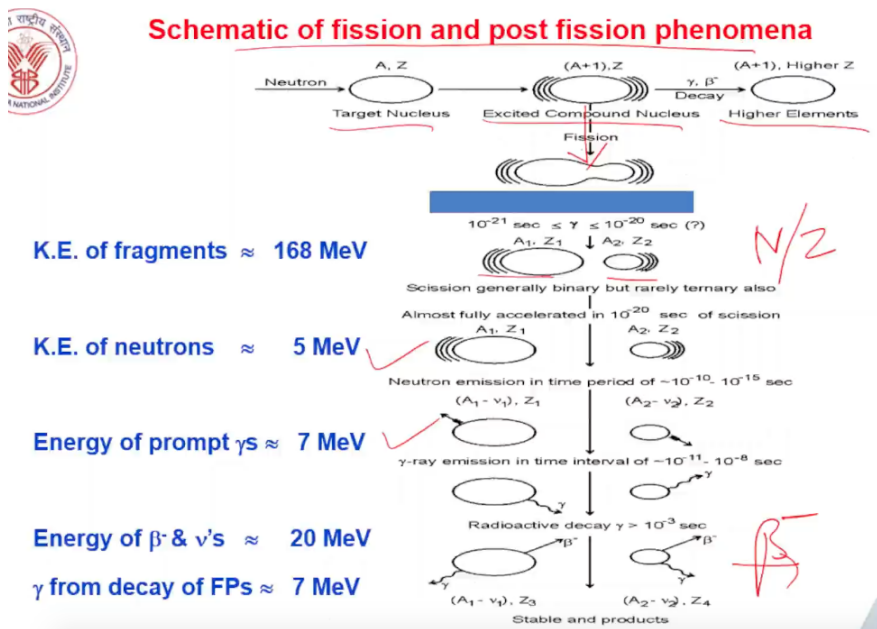 र राष्ट्रीय संस्थान
NATIONAL INSTITUTE
Schematic of fission and post fission phenomena
A, Z
(A+1),Z
(A+1), Higher Z
Neutron
γ, β⁻
Decay
Target Nucleus
Excited Compound Nucleus
Higher Elements
Fission
10⁻²¹ sec ≤ γ ≤ 10⁻²⁰ sec (?)
A₁, Z₁ A₂, Z₂
N/Z
K.E. of fragments ≈ 168 MeV
Scission generally binary but rarely ternary also
Almost fully accelerated in 10⁻²⁰ sec of scission
A₁, Z₁ A₂, Z₂
K.E. of neutrons ≈ 5 MeV
Neutron emission in time period of ~10⁻¹⁰- 10⁻¹⁵ sec
(A₁ - ν₁), Z₁ (A₂- ν₂), Z₂
Energy of prompt γs ≈ 7 MeV
γ-ray emission in time interval of ~10⁻¹¹- 10⁻⁸ sec
γ γ
Radioactive decay γ > 10⁻³ sec
Energy of β⁻ & ν's ≈ 20 MeV
β⁻ β⁻
β⁻
γ from decay of FPs ≈ 7 MeV
γ γ
(A₁ - ν₁), Z₃ (A₂- ν₂), Z₄
Stable and products